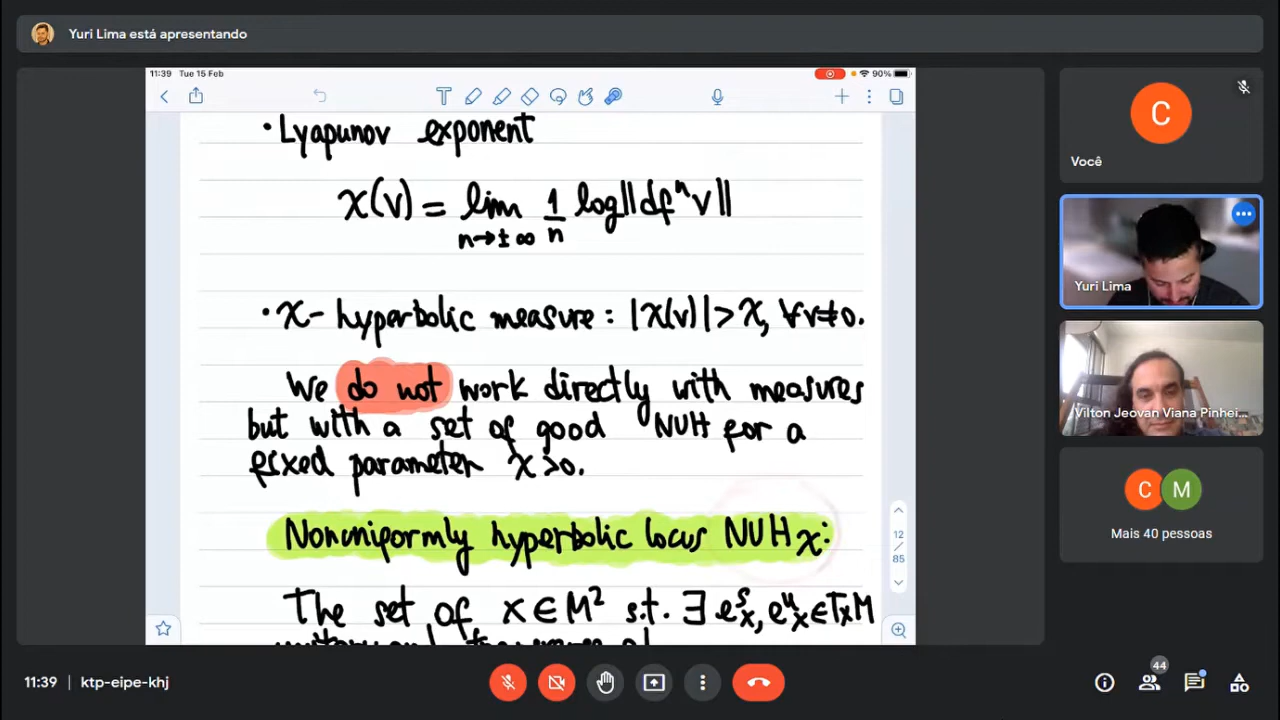 Yuri Lima está apresentando
11:39 Tue 15 Feb
90%
• Lyapunov exponent
χ(v) = lim 1/n log||df^n v||
n→±∞
• χ- hyperbolic measure: |χ(v)| > χ, ∀v≠0.
We do not work directly with measures
but with a set of good NUH for a
fixed parameter χ>0.
Nonuniformly hyperbolic locus NUHχ:
The set of x ∈ M² s.t. ∃ e^s_x, e^u_x ∈ TxM
12
/
85
C
Você
Yuri Lima
Vilton Jeovan Viana Pinhei...
C M
Mais 40 pessoas
11:39 | ktp-eipe-khj
44